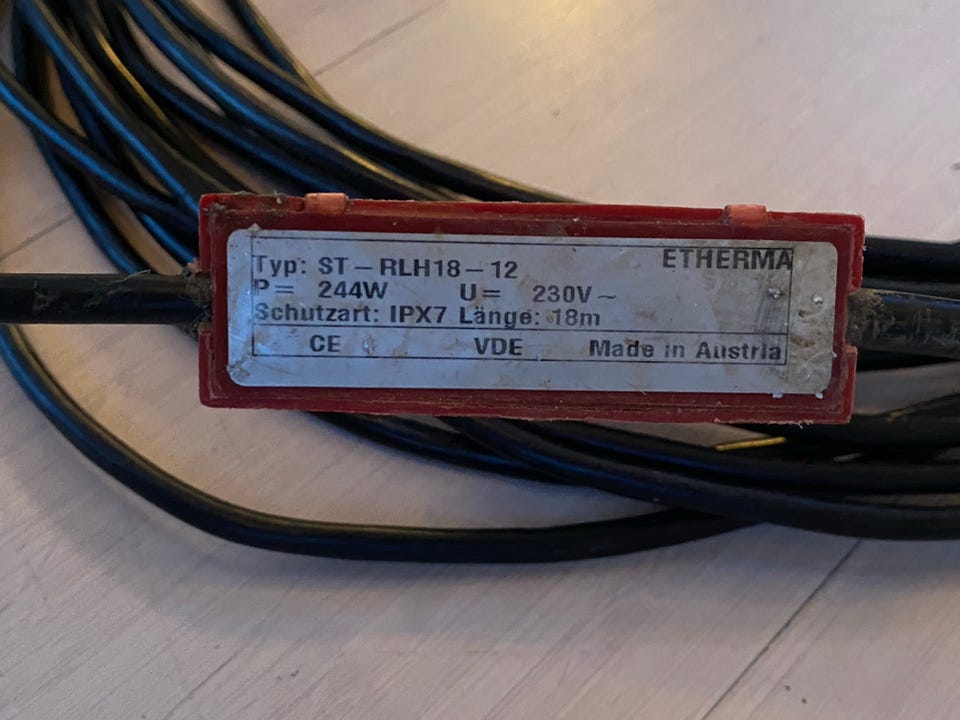 ETHERMA
Typ: ST-RLH18-12
P= 244W U= 230V~
Schutzart: IPX7 Länge: 18m
CE VDE Made in Austria